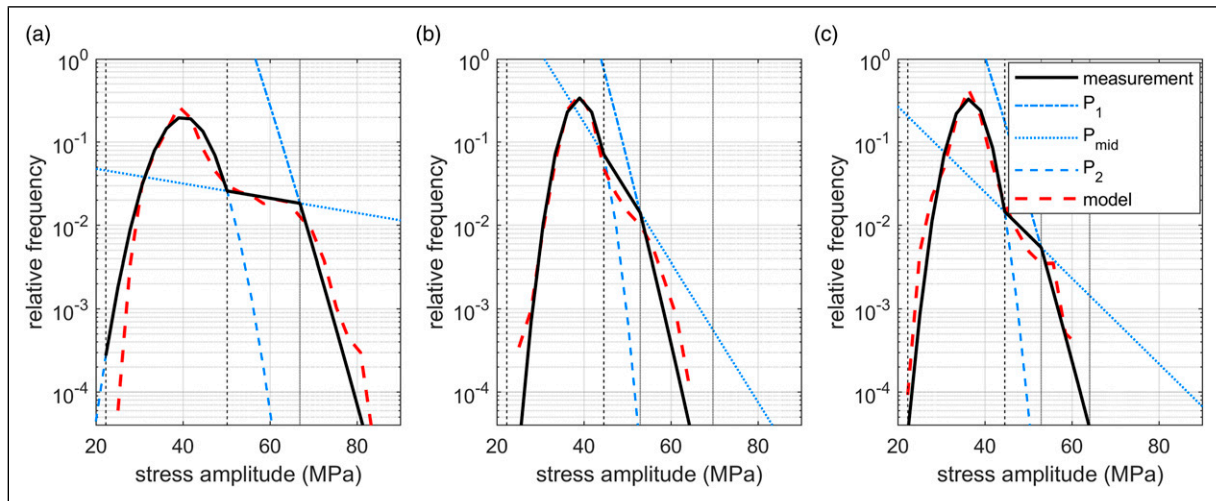 (a)
relative frequency
10^0
10^-1
10^-2
10^-3
10^-4
20 40 60 80
stress amplitude (MPa)
(b)
relative frequency
10^0
10^-1
10^-2
10^-3
10^-4
20 40 60 80
stress amplitude (MPa)
(c)
relative frequency
10^0
10^-1
10^-2
10^-3
10^-4
20 40 60 80
stress amplitude (MPa)
measurement
P_1
P_mid
P_2
model